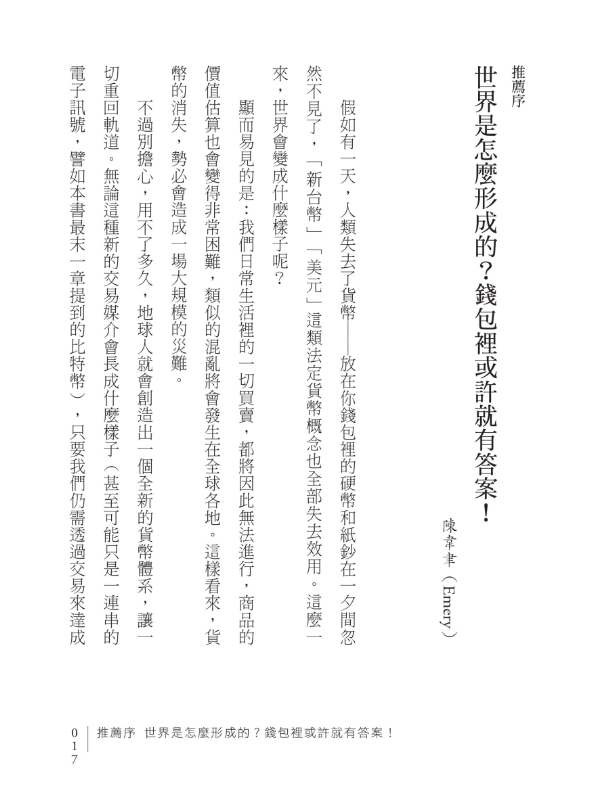 推薦序
世界是怎麼形成的？錢包裡或許就有答案！
陳韋聿（Emery）
假如有一天，人類失去了貨幣——放在你錢包裡的硬幣和紙鈔在一夕間忽
然不見了，「新台幣」「美元」這類法定貨幣概念也全部失去效用。這麼一
來，世界會變成什麼樣子呢？
顯而易見的是：我們日常生活裡的一切買賣，都將因此無法進行，商品的
價值估算也會變得非常困難，類似的混亂將會發生在全球各地。這樣看來，貨
幣的消失，勢必會造成一場大規模的災難。
不過別擔心，用不了多久，地球人就會創造出一個全新的貨幣體系，讓一
切重回軌道。無論這種新的交易媒介會長成什麼樣子（甚至可能只是一連串的
電子訊號，譬如本書最末一章提到的比特幣），只要我們仍需透過交易來達成
017
推薦序 世界是怎麼形成的？錢包裡或許就有答案！